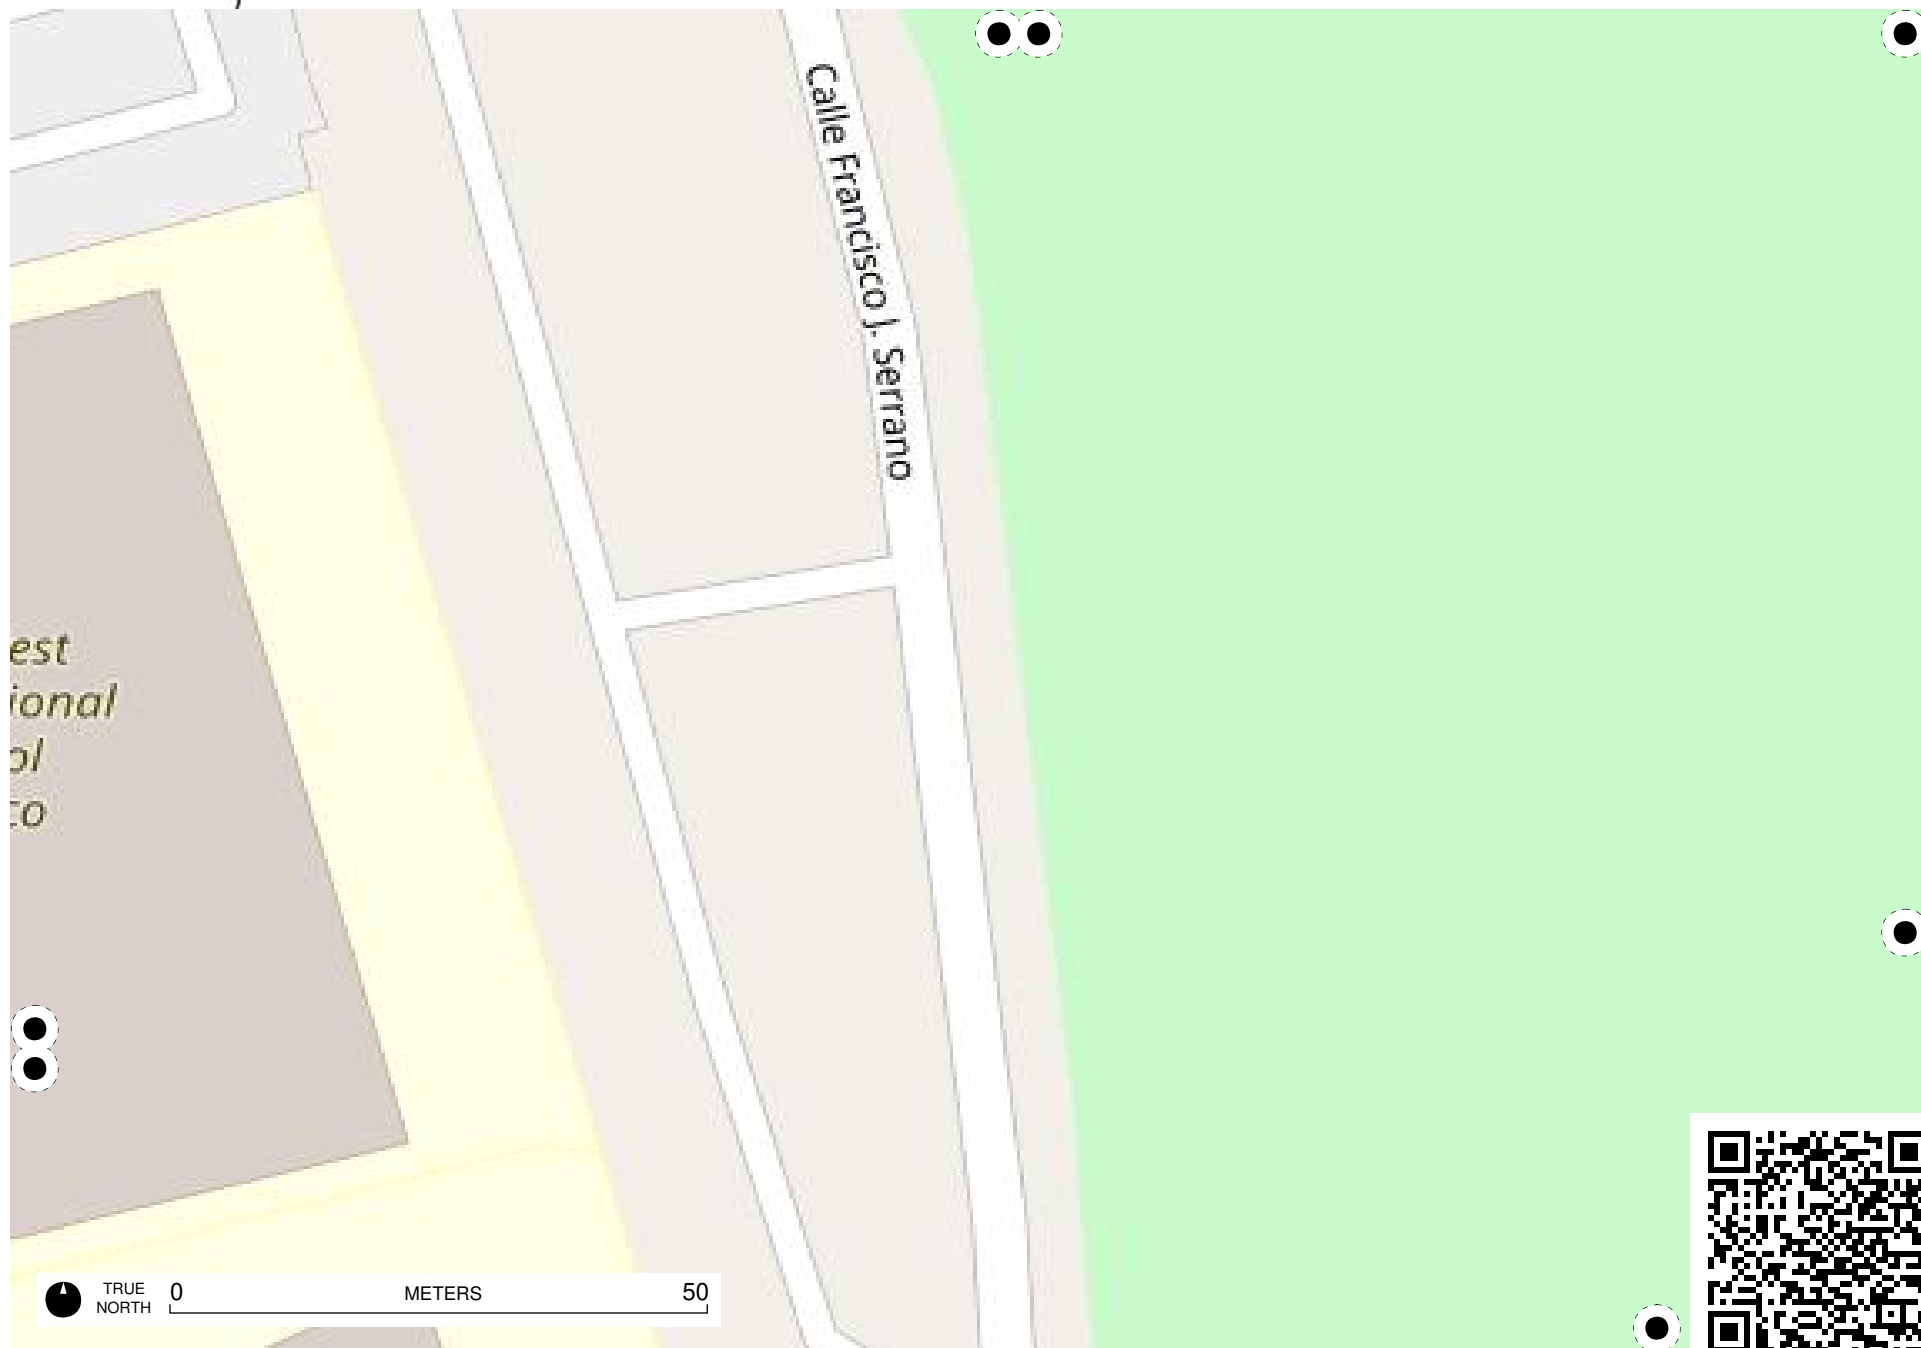 Calle Francisco J. Serrano
est
ional
ol
co
TRUE
NORTH
0 METERS 50